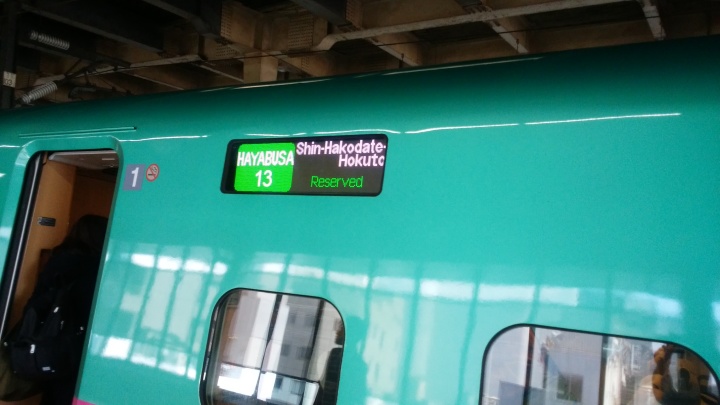 1
HAYABUSA
13
Shin-Hakodate-
Hokuto
Reserved